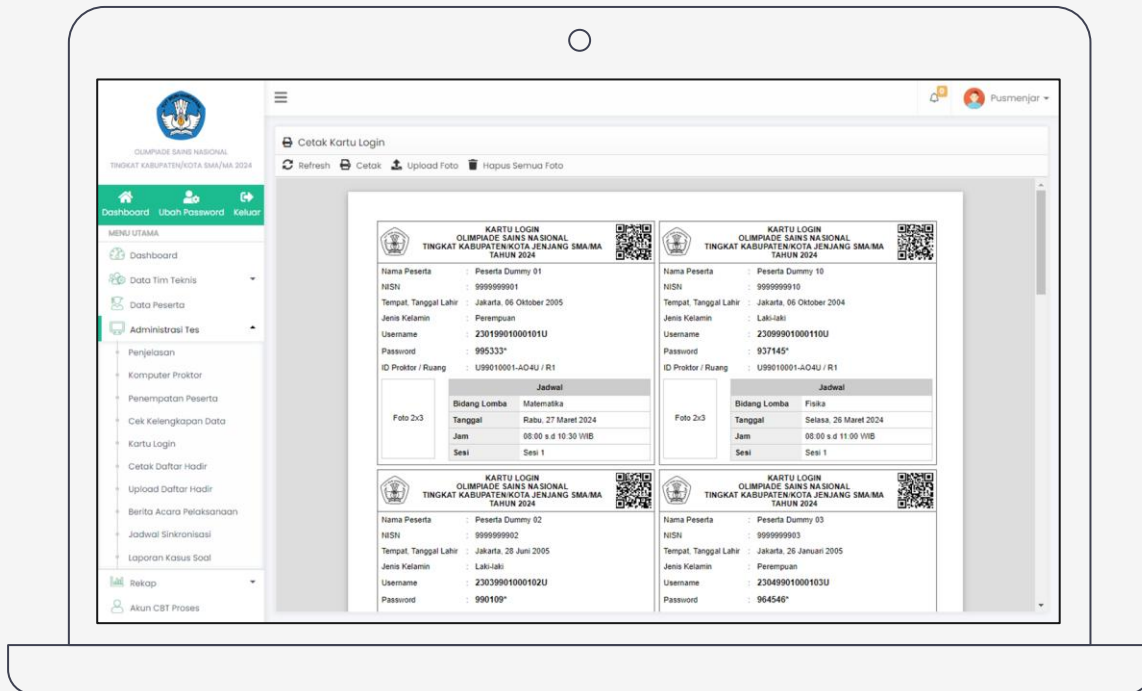 OLIMPIADE SAINS NASIONAL
TINGKAT KABUPATEN/KOTA SMA/MA 2024
Dashboard Ubah Password Keluar
MENU UTAMA
Dashboard
Data Tim Teknis
Data Peserta
Administrasi Tes
Penjelasan
Komputer Proktor
Penempatan Peserta
Cek Kelengkapan Data
Kartu Login
Cetak Daftar Hadir
Upload Daftar Hadir
Berita Acara Pelaksanaan
Jadwal Sinkronisasi
Laporan Kasus Soal
Rekap
Akun CBT Proses
0 Pusmenjar
Cetak Kartu Login
Refresh Cetak Upload Foto Hapus Semua Foto
KARTU LOGIN
OLIMPIADE SAINS NASIONAL
TINGKAT KABUPATEN/KOTA JENJANG SMA/MA
TAHUN 2024
Nama Peserta : Peserta Dummy 01
NISN : 9999999901
Tempat, Tanggal Lahir : Jakarta, 06 Oktober 2005
Jenis Kelamin : Perempuan
Username : 23019901000101U
Password : 995333*
ID Proktor / Ruang : U99010001-AO4U / R1
Foto 2x3
Jadwal
Bidang Lomba Matematika
Tanggal Rabu, 27 Maret 2024
Jam 08:00 s.d 10:30 WIB
Sesi Sesi 1
KARTU LOGIN
OLIMPIADE SAINS NASIONAL
TINGKAT KABUPATEN/KOTA JENJANG SMA/MA
TAHUN 2024
Nama Peserta : Peserta Dummy 10
NISN : 9999999910
Tempat, Tanggal Lahir : Jakarta, 06 Oktober 2004
Jenis Kelamin : Laki-laki
Username : 23099901000110U
Password : 937145*
ID Proktor / Ruang : U99010001-AO4U / R1
Foto 2x3
Jadwal
Bidang Lomba Fisika
Tanggal Selasa, 26 Maret 2024
Jam 08:00 s.d 11:00 WIB
Sesi Sesi 1
KARTU LOGIN
OLIMPIADE SAINS NASIONAL
TINGKAT KABUPATEN/KOTA JENJANG SMA/MA
TAHUN 2024
Nama Peserta : Peserta Dummy 02
NISN : 9999999902
Tempat, Tanggal Lahir : Jakarta, 28 Juni 2005
Jenis Kelamin : Laki-laki
Username : 23039901000102U
Password : 990109*
KARTU LOGIN
OLIMPIADE SAINS NASIONAL
TINGKAT KABUPATEN/KOTA JENJANG SMA/MA
TAHUN 2024
Nama Peserta : Peserta Dummy 03
NISN : 9999999903
Tempat, Tanggal Lahir : Jakarta, 26 Januari 2005
Jenis Kelamin : Perempuan
Username : 23049901000103U
Password : 964546*